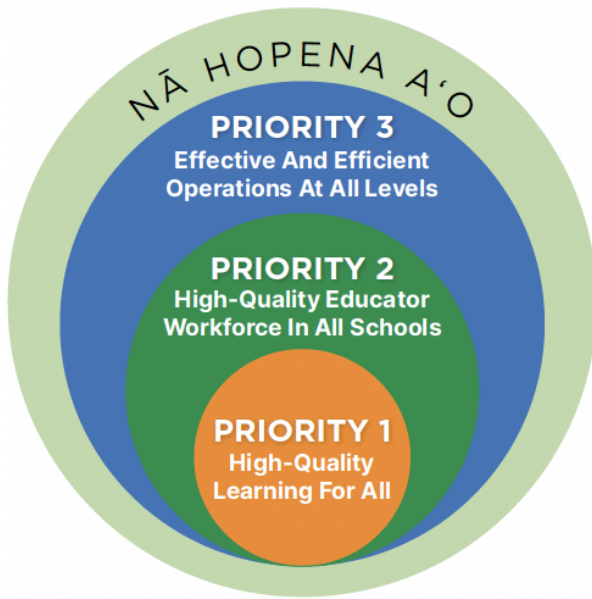 NĀ HOPENA A‘O
PRIORITY 3
Effective And Efficient
Operations At All Levels
PRIORITY 2
High-Quality Educator
Workforce In All Schools
PRIORITY 1
High-Quality
Learning For All